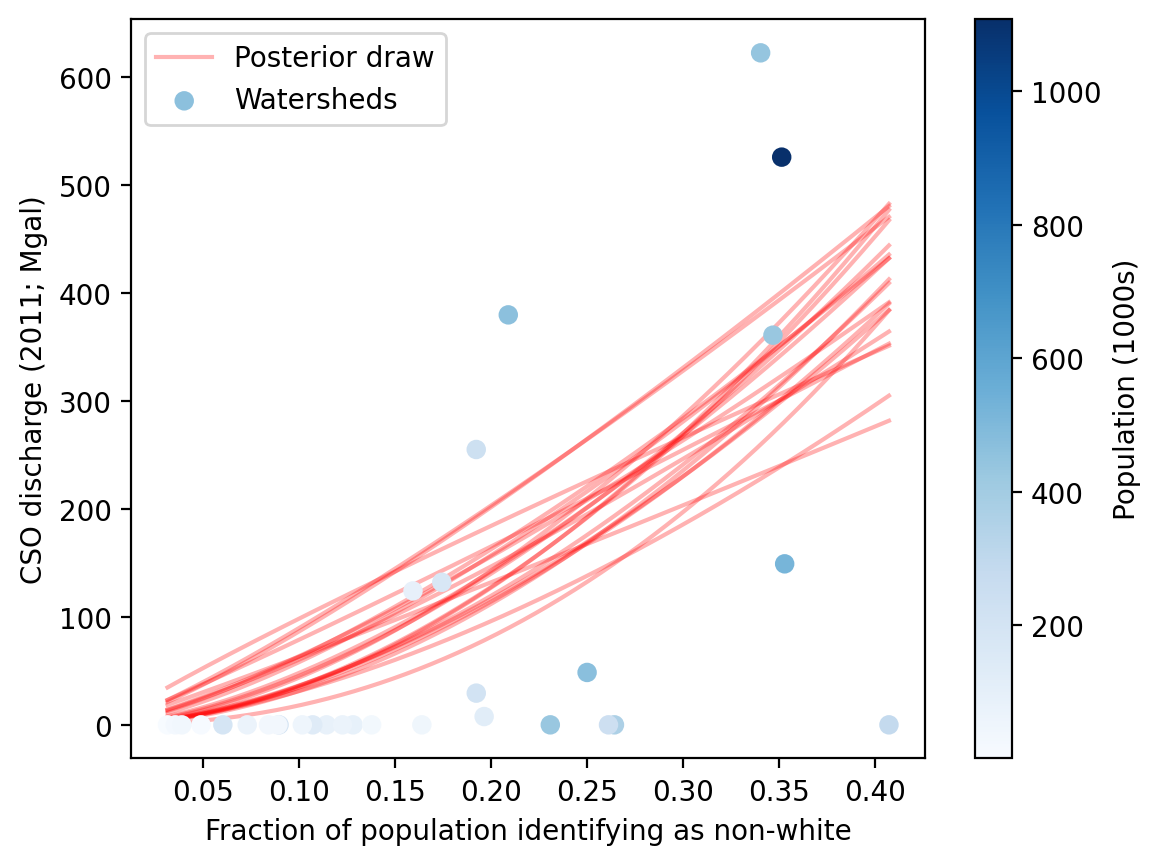 Posterior draw
Watersheds
600
500
400
300
200
100
0
CSO discharge (2011; Mgal)
0.05 0.10 0.15 0.20 0.25 0.30 0.35 0.40
Fraction of population identifying as non-white
1000
800
600
400
200
Population (1000s)